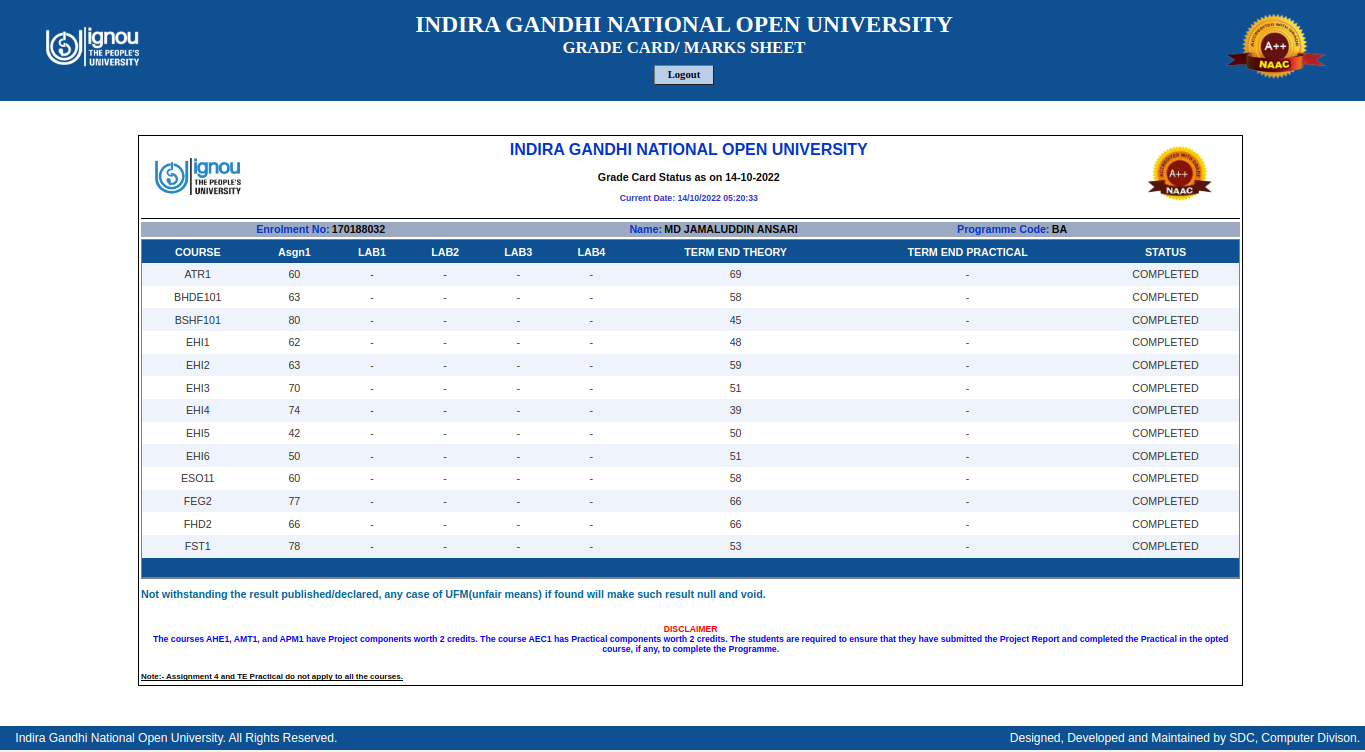 ignou
THE PEOPLE'S
UNIVERSITY
INDIRA GANDHI NATIONAL OPEN UNIVERSITY
GRADE CARD/ MARKS SHEET
Logout
ACCREDITED WITH GRADE
A++
NAAC
ignou
THE PEOPLE'S
UNIVERSITY
INDIRA GANDHI NATIONAL OPEN UNIVERSITY
Grade Card Status as on 14-10-2022
Current Date: 14/10/2022 05:20:33
ACCREDITED WITH GRADE
A++
NAAC
Enrolment No: 170188032 Name: MD JAMALUDDIN ANSARI Programme Code: BA
COURSE Asgn1 LAB1 LAB2 LAB3 LAB4 TERM END THEORY TERM END PRACTICAL STATUS
ATR1 60 - - - - 69 - COMPLETED
BHDE101 63 - - - - 58 - COMPLETED
BSHF101 80 - - - - 45 - COMPLETED
EHI1 62 - - - - 48 - COMPLETED
EHI2 63 - - - - 59 - COMPLETED
EHI3 70 - - - - 51 - COMPLETED
EHI4 74 - - - - 39 - COMPLETED
EHI5 42 - - - - 50 - COMPLETED
EHI6 50 - - - - 51 - COMPLETED
ESO11 60 - - - - 58 - COMPLETED
FEG2 77 - - - - 66 - COMPLETED
FHD2 66 - - - - 66 - COMPLETED
FST1 78 - - - - 53 - COMPLETED
Not withstanding the result published/declared, any case of UFM(unfair means) if found will make such result null and void.
DISCLAIMER
The courses AHE1, AMT1, and APM1 have Project components worth 2 credits. The course AEC1 has Practical components worth 2 credits. The students are required to ensure that they have submitted the Project Report and completed the Practical in the opted
course, if any, to complete the Programme.
Note:- Assignment 4 and TE Practical do not apply to all the courses.
Indira Gandhi National Open University. All Rights Reserved. Designed, Developed and Maintained by SDC, Computer Divison.